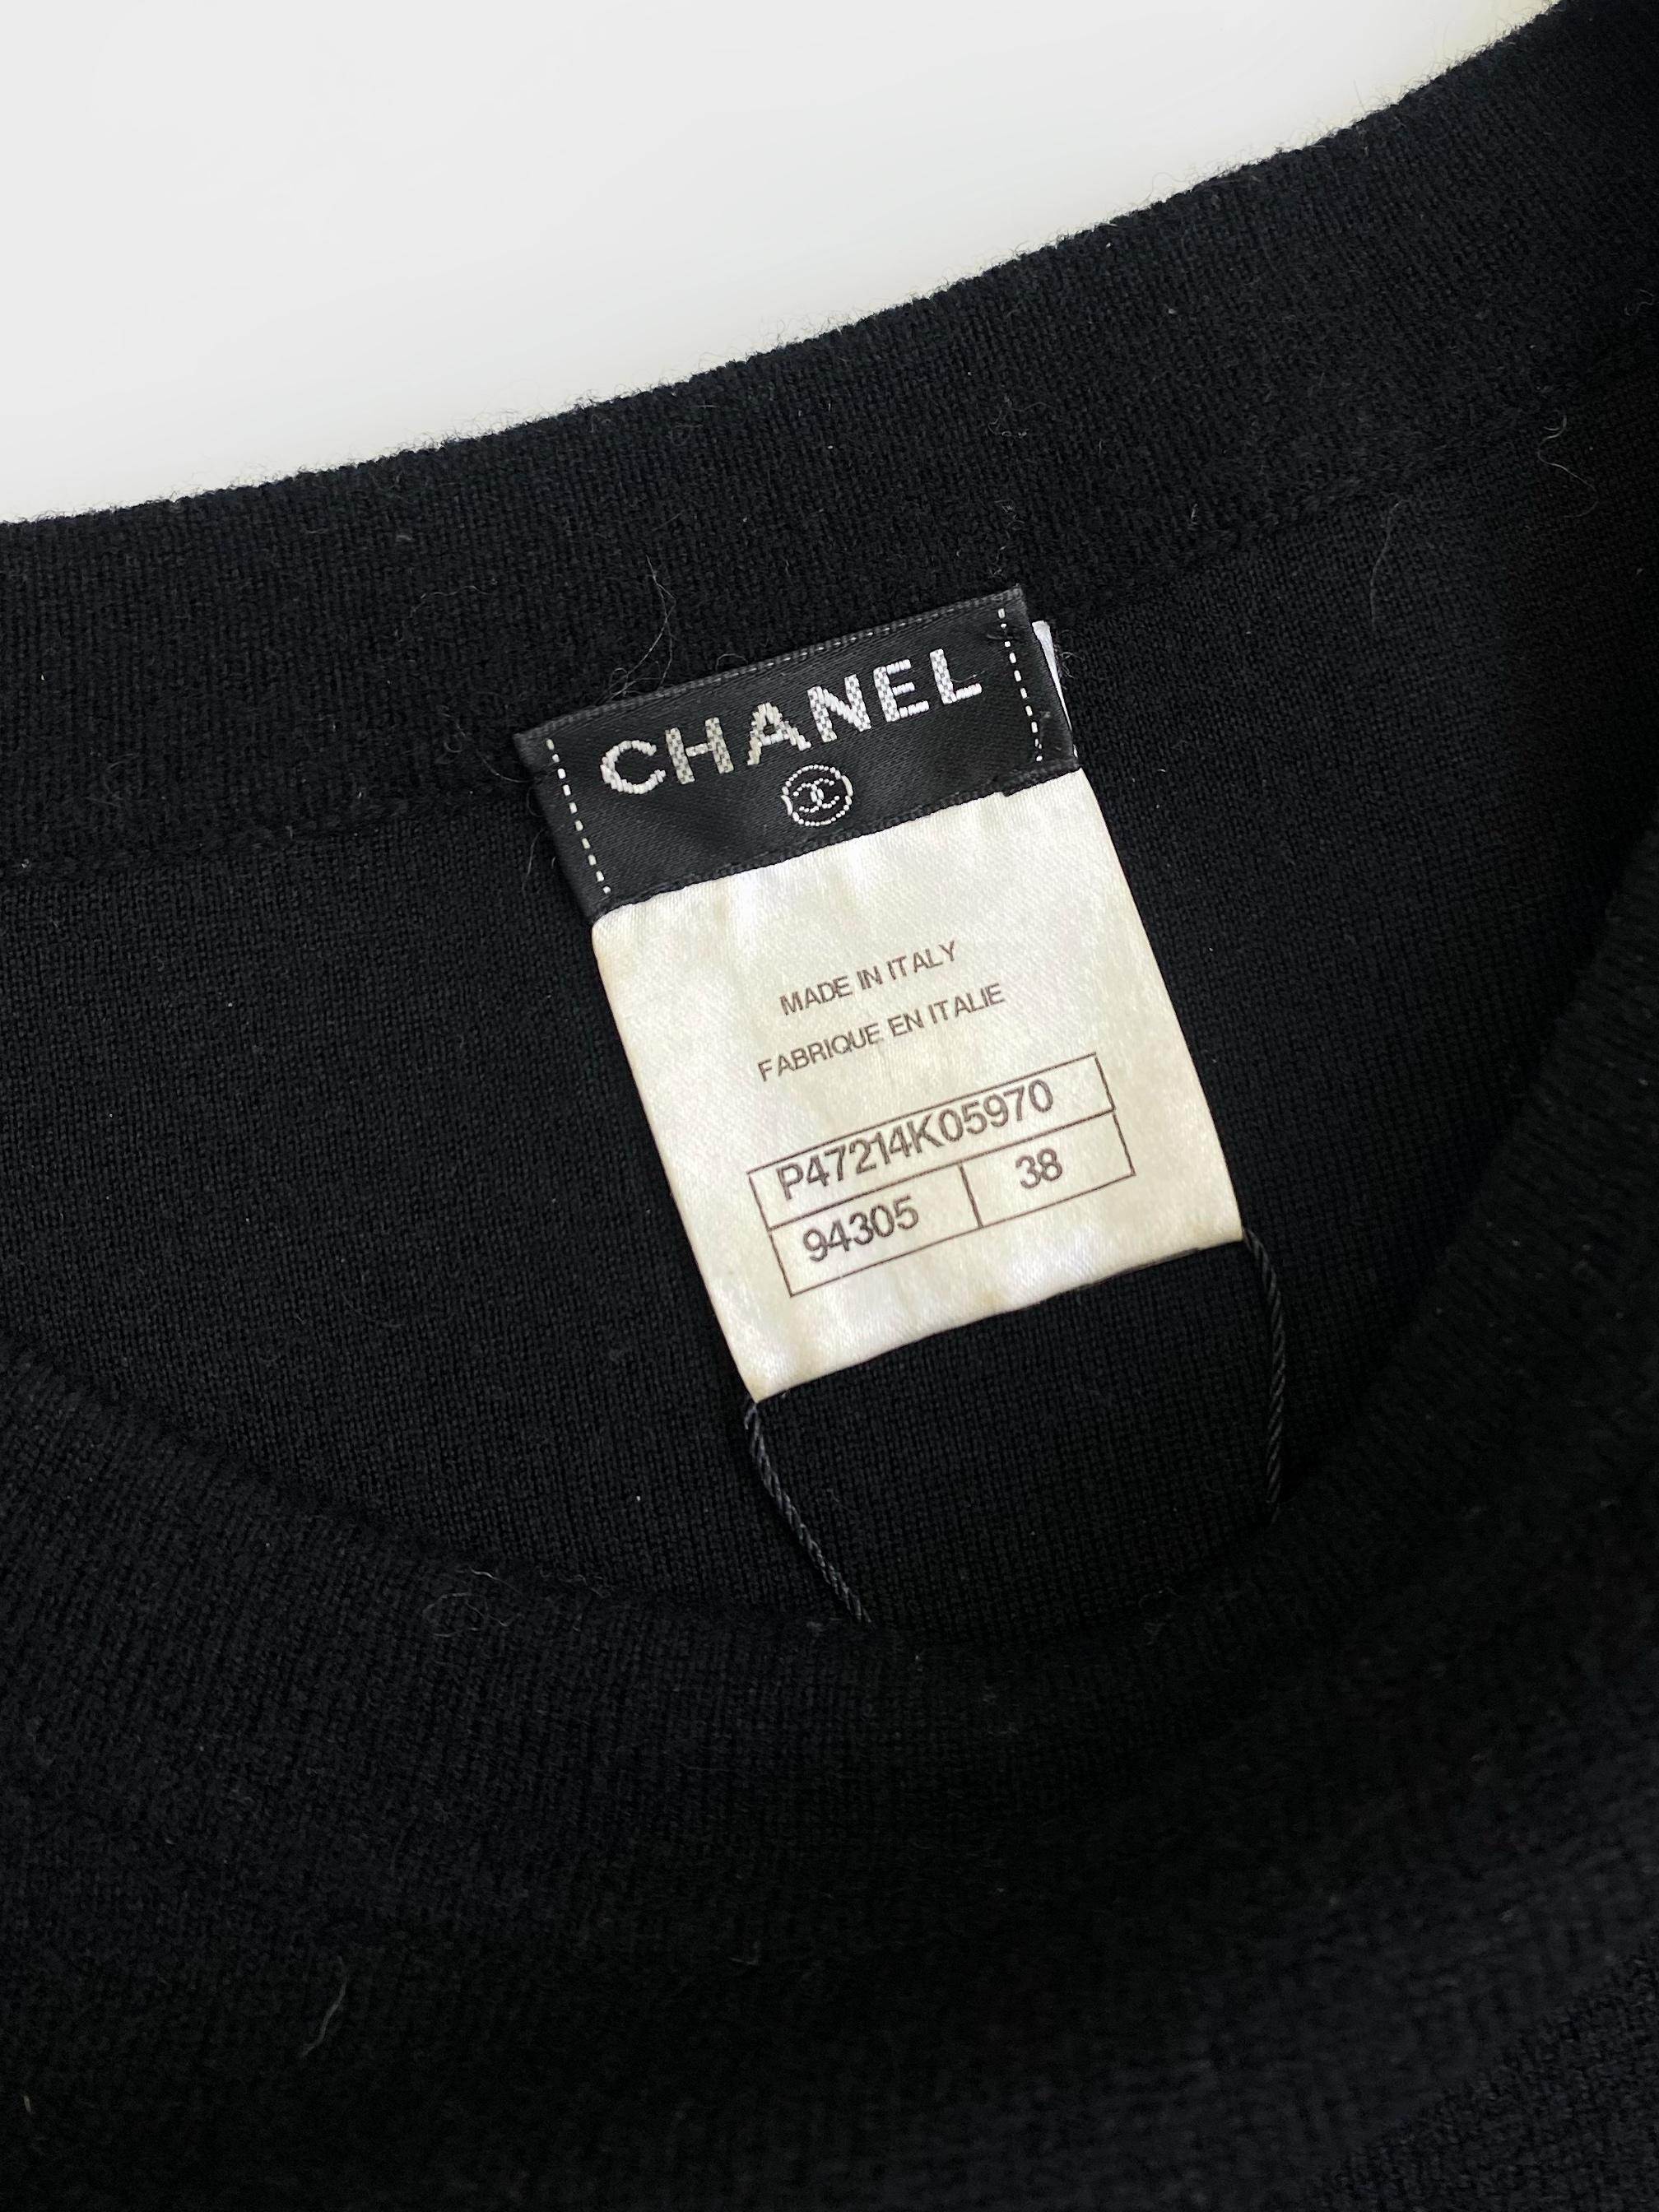 CHANEL
MADE IN ITALY
FABRIQUE EN ITALIE
P47214K05970
94305 38